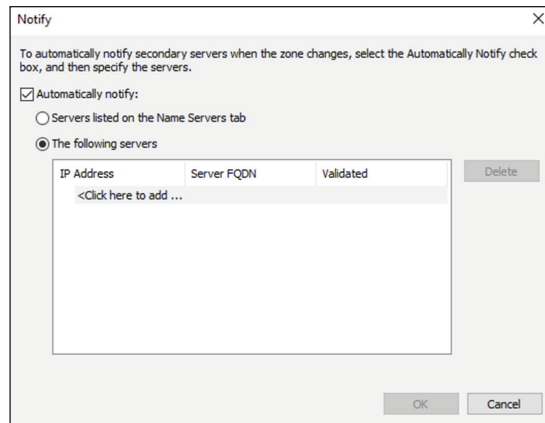 Notify
To automatically notify secondary servers when the zone changes, select the Automatically Notify check
box, and then specify the servers.
Automatically notify:
Servers listed on the Name Servers tab
The following servers
IP Address Server FQDN Validated
Delete
<Click here to add ...
OK Cancel